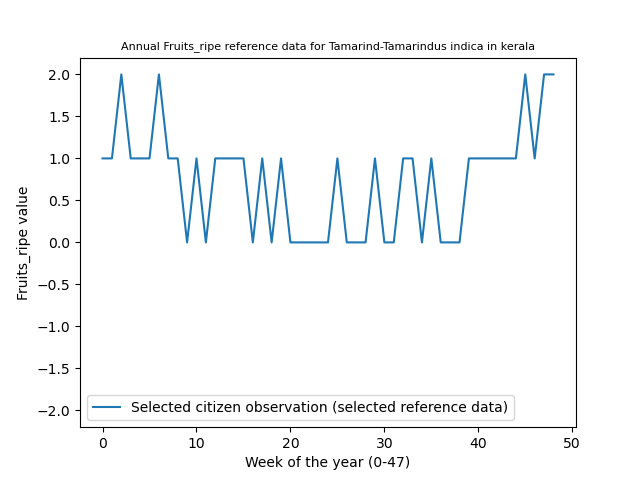 Annual Fruits_ripe reference data for Tamarind-Tamarindus indica in kerala
2.0
1.5
1.0
0.5
0.0
−0.5
−1.0
−1.5
−2.0
Fruits_ripe value
Selected citizen observation (selected reference data)
0 10 20 30 40 50
Week of the year (0-47)